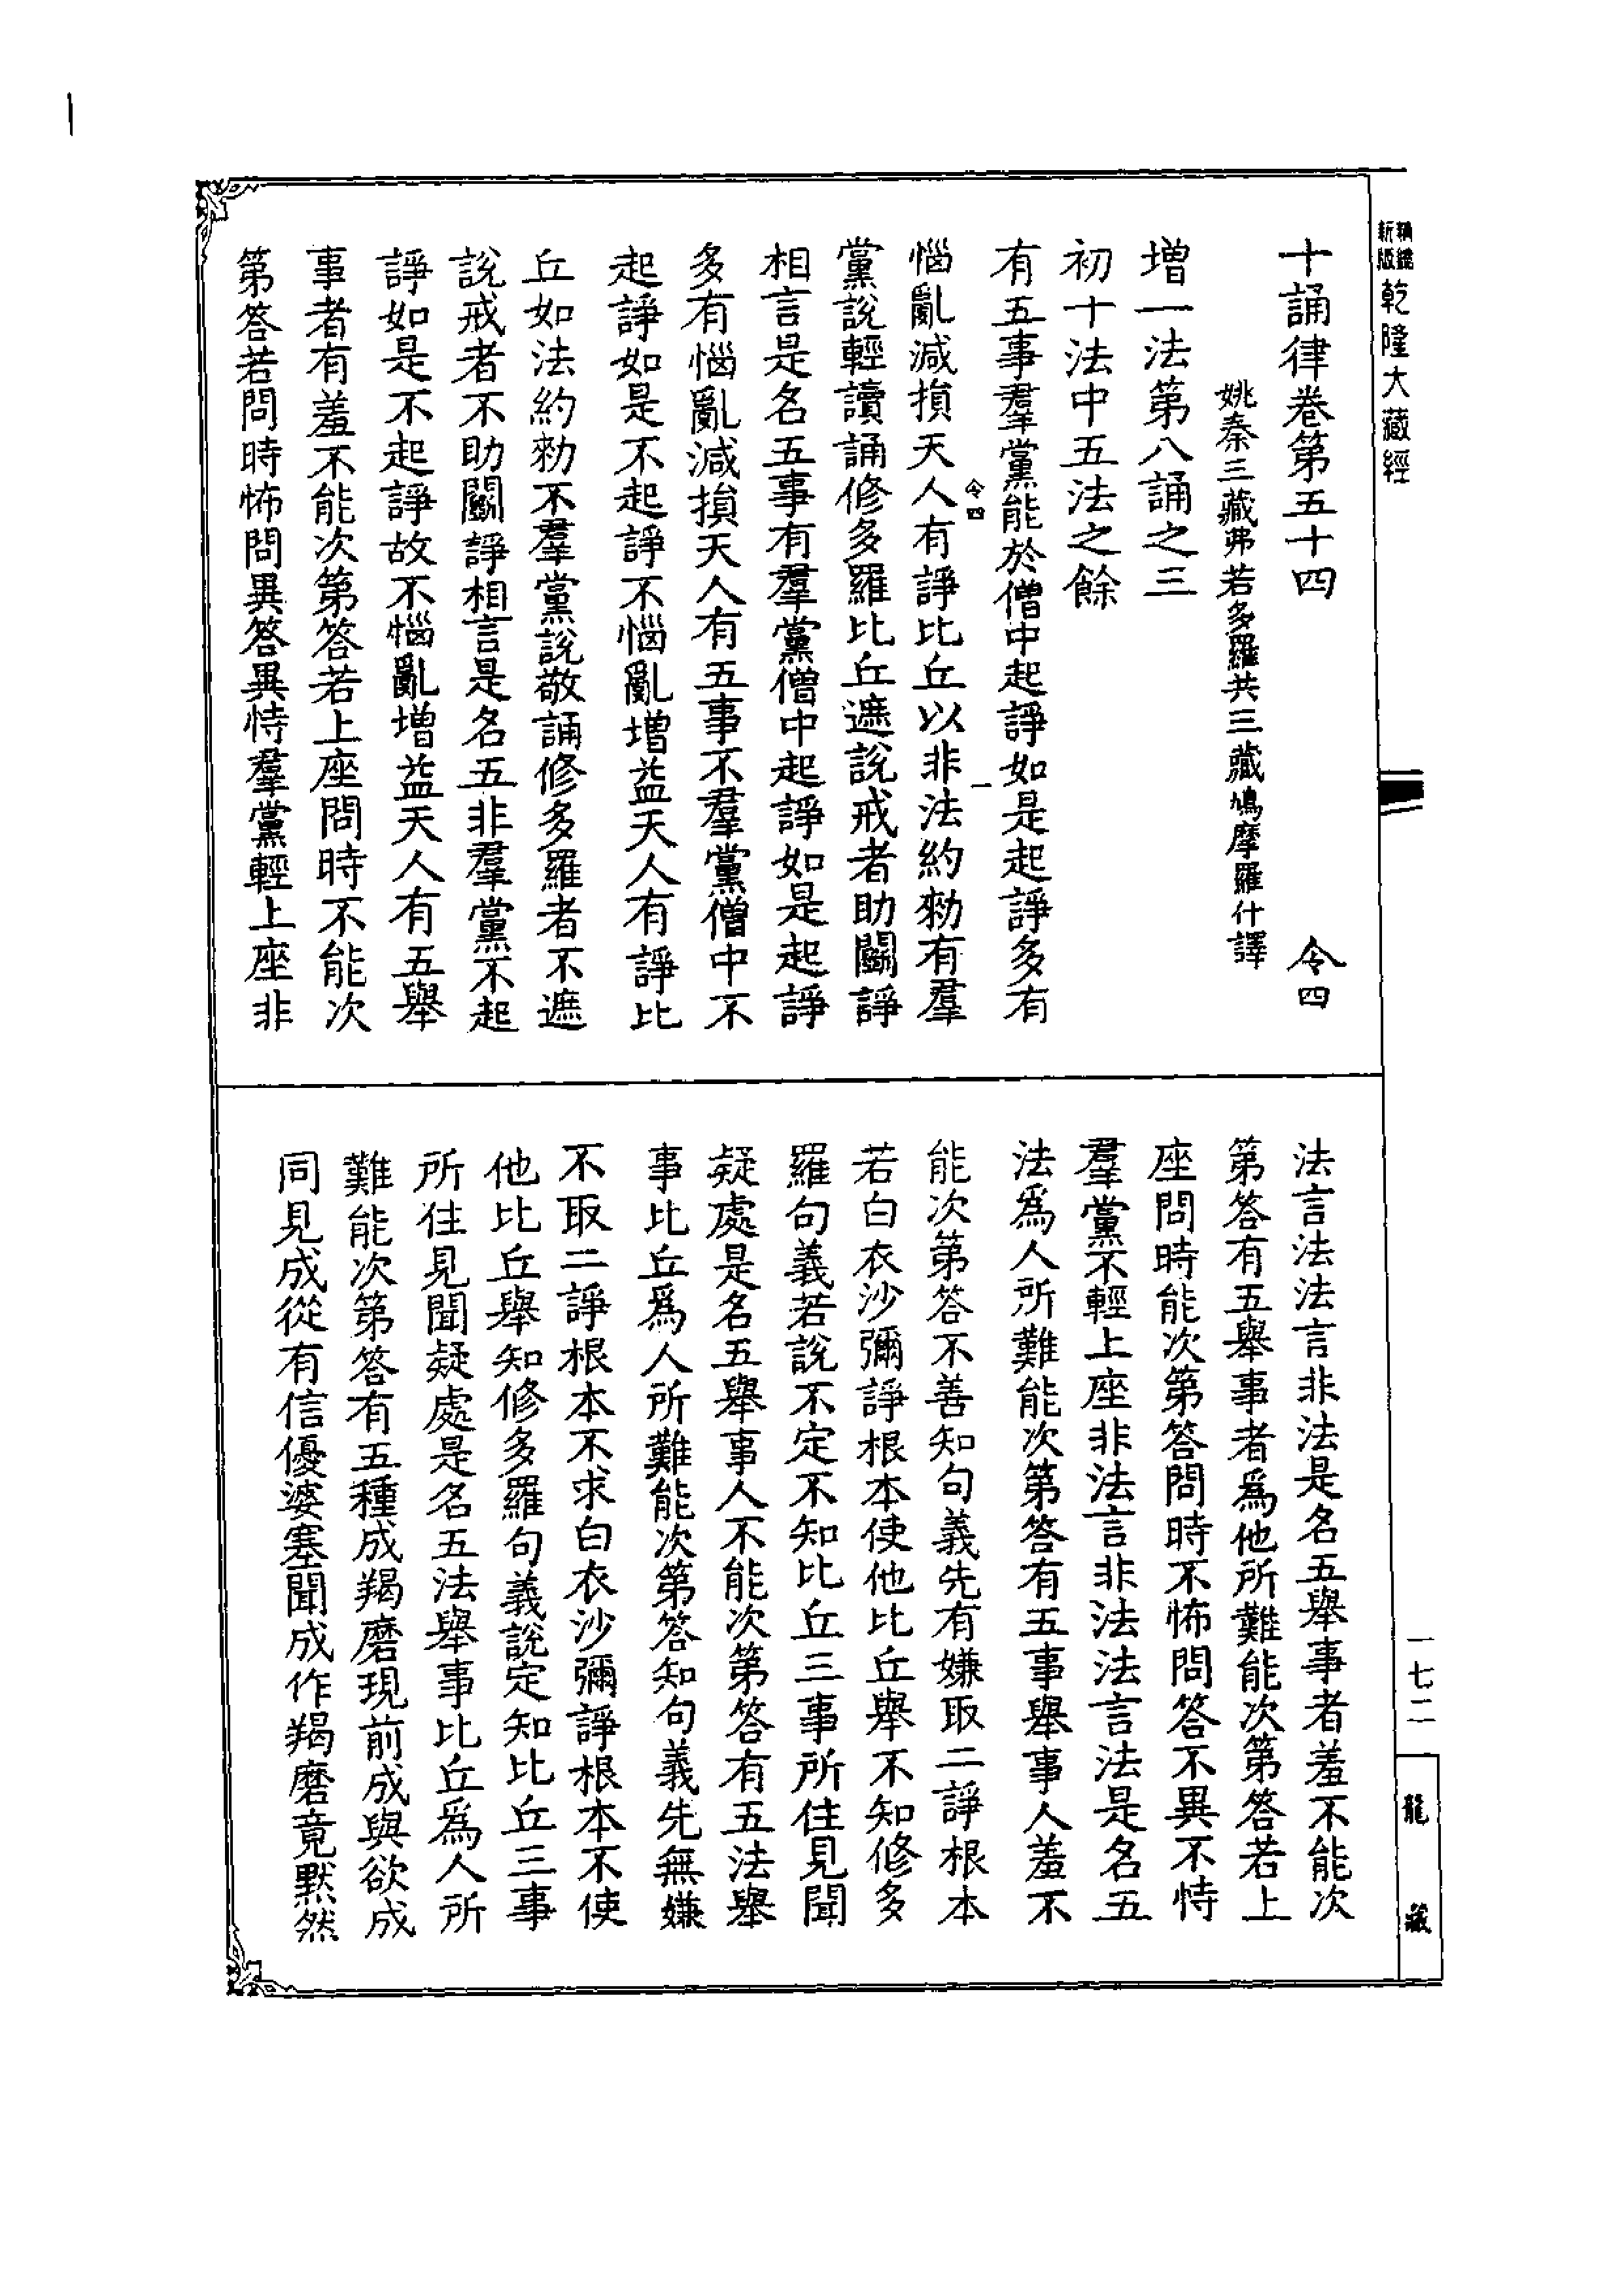 新編
新版
乾隆大藏經
十誦律卷第五十四 令四
姚秦三藏弗若多羅共三藏鳩摩羅什譯
增一法第八誦之三
初十法中五法之餘
有五事羣黨能於僧中起諍如是起諍多有
令四 一
惱亂減損天人有諍比丘以非法約勑有羣
黨說輕讀誦修多羅比丘遮說戒者助鬭諍
相言是名五事有羣黨僧中起諍如是起諍
多有惱亂減損天人有五事不羣黨僧中不
起諍如是不起諍不惱亂增益天人有諍比
丘如法約勑不羣黨說敬誦修多羅者不遮
說戒者不助鬭諍相言是名五非羣黨不起
諍如是不起諍故不惱亂增益天人有五舉
事者有羞不能次第答若上座問時不能次
第答若問時怖問異答異恃羣黨輕上座非
法言法法言非法是名五舉事者羞不能次
第答有五舉事者爲他所難能次第答若上
座問時能次第答問時不怖問答不異不恃
羣黨不輕上座非法言非法法言法是名五
法爲人所難能次第答有五事舉事人羞不
能次第答不善知句義先有嫌取二諍根本
若白衣沙彌諍根本使他比丘舉不知修多
羅句義若說不定不知比丘三事所住見聞
疑處是名五舉事人不能次第答有五法舉
事比丘爲人所難能次第答知句義先無嫌
不取二諍根本不求白衣沙彌諍根本不使
他比丘舉知修多羅句義說定知比丘三事
所住見聞疑處是名五法舉事比丘爲人所
難能次第答有五種成羯磨現前成與欲成
同見成從有信優婆塞聞成作羯磨竟默然
一七二
龍藏